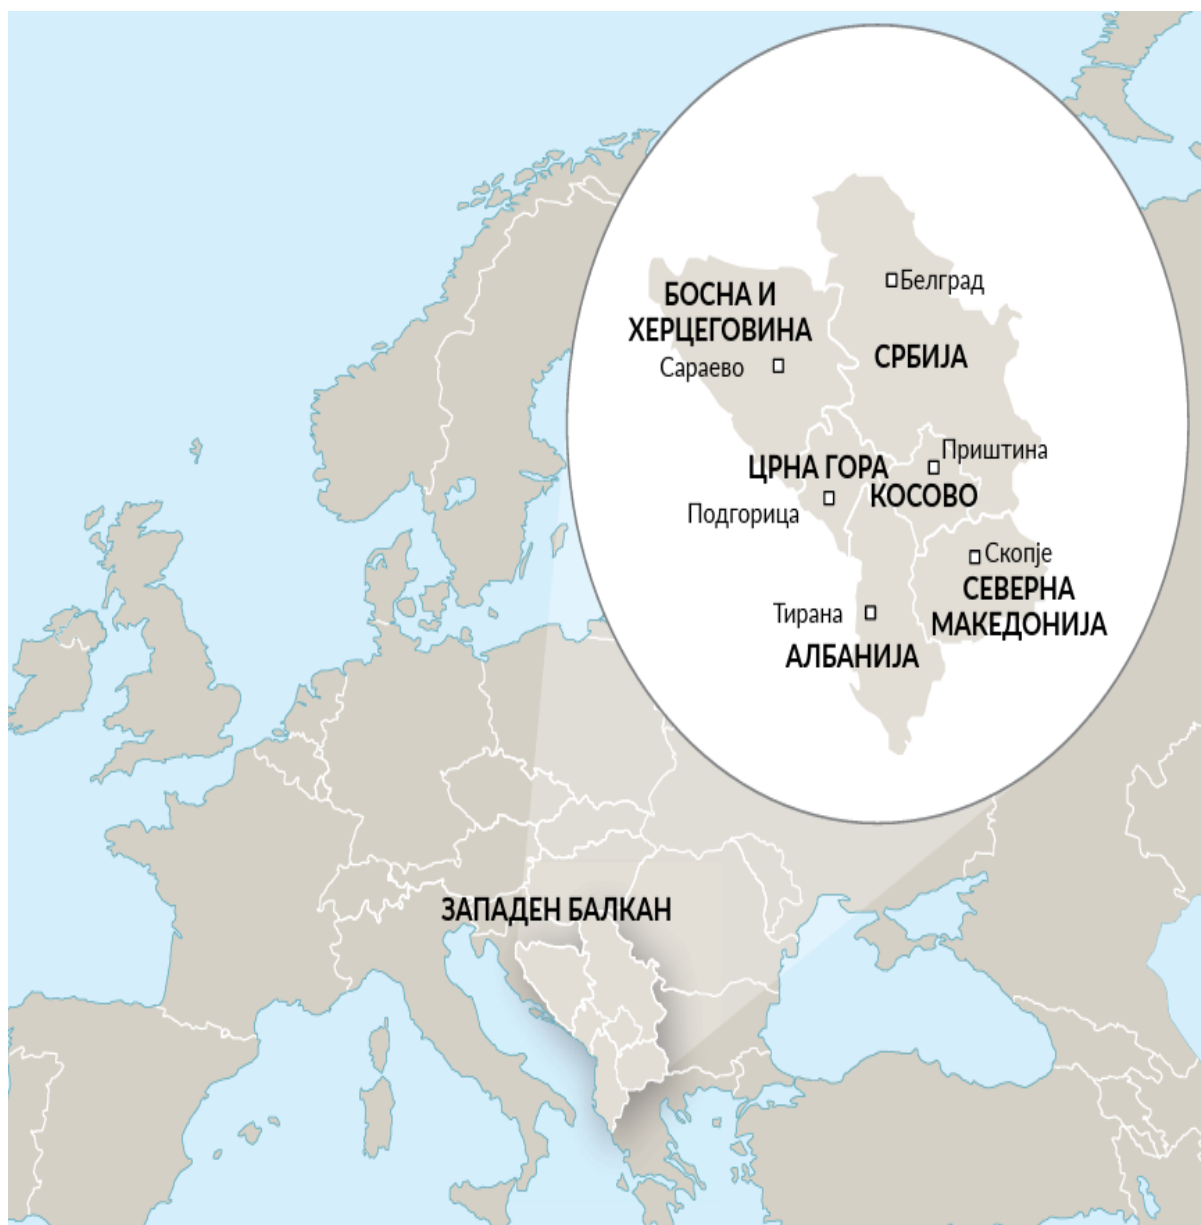 Белград
БОСНА И
ХЕРЦЕГОВИНА
СРБИЈА
Сараево
Приштина
ЦРНА ГОРА
КОСОВО
Подгорица
Скопје
СЕВЕРНА
МАКЕДОНИЈА
Тирана
АЛБАНИЈА
ЗАПАДЕН БАЛКАН